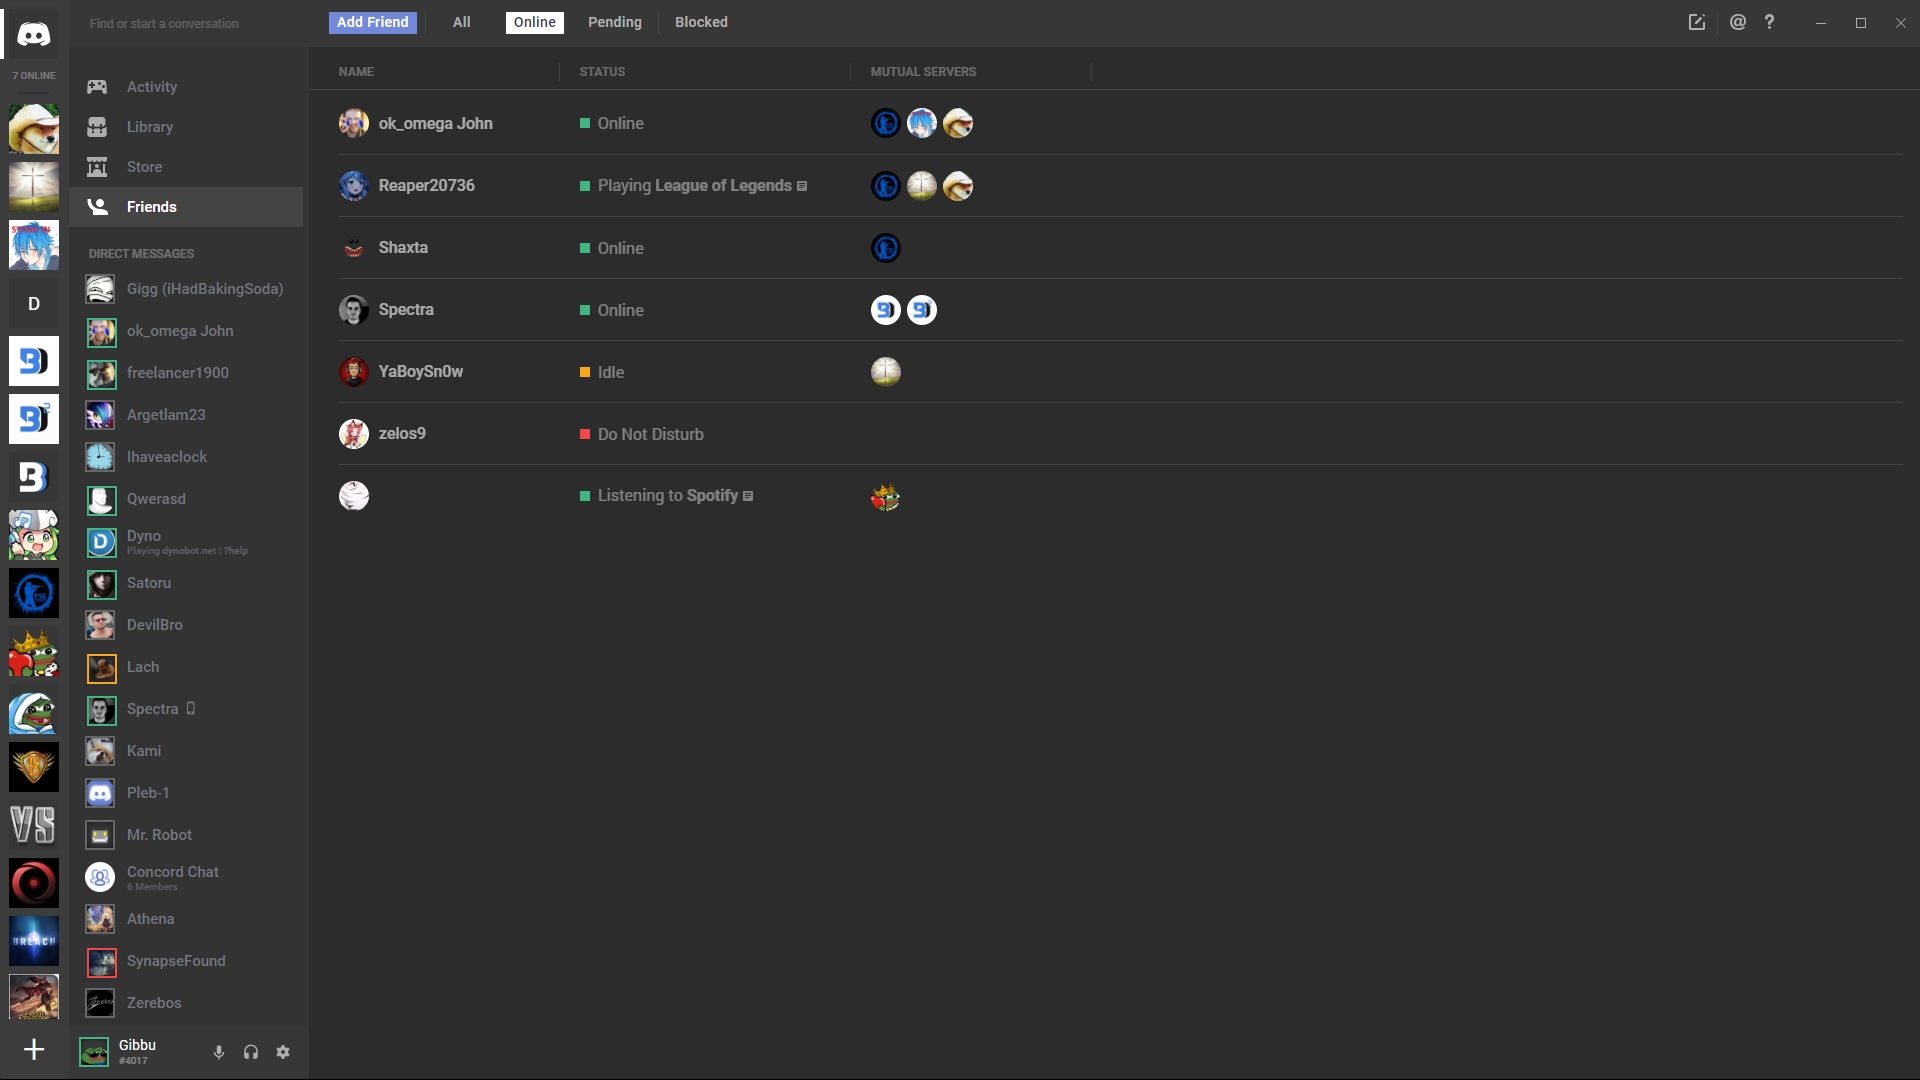 Find or start a conversation
Add Friend
All
Online
Pending
Blocked
7 ONLINE
D
VS
BREACH
Activity
Library
Store
Friends
DIRECT MESSAGES
Gigg (iHadBakingSoda)
ok_omega John
freelancer1900
Argetlam23
Ihaveaclock
Qwerasd
Dyno
Playing dynobot.net | ?help
Satoru
DevilBro
Lach
Spectra
Kami
Pleb-1
Mr. Robot
Concord Chat
6 Members
Athena
SynapseFound
Zerebos
Gibbu
#4017
NAME STATUS MUTUAL SERVERS
ok_omega John Online
Reaper20736 Playing League of Legends
Shaxta Online
Spectra Online
YaBoySn0w Idle
zelos9 Do Not Disturb
Listening to Spotify